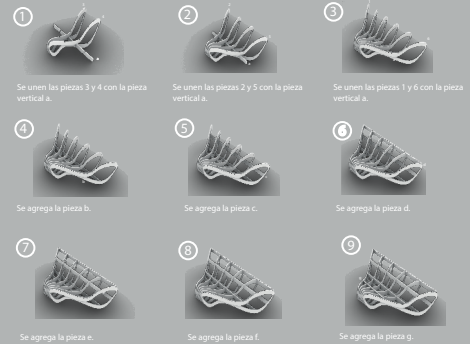 1
2
3
Se unen las piezas 3 y 4 con la pieza
vertical a.
Se unen las piezas 2 y 5 con la pieza
vertical a.
Se unen las piezas 1 y 6 con la pieza
vertical a.
4
5
6
Se agrega la pieza b.
Se agrega la pieza c.
Se agrega la pieza d.
7
8
9
Se agrega la pieza e.
Se agrega la pieza f.
Se agrega la pieza g.